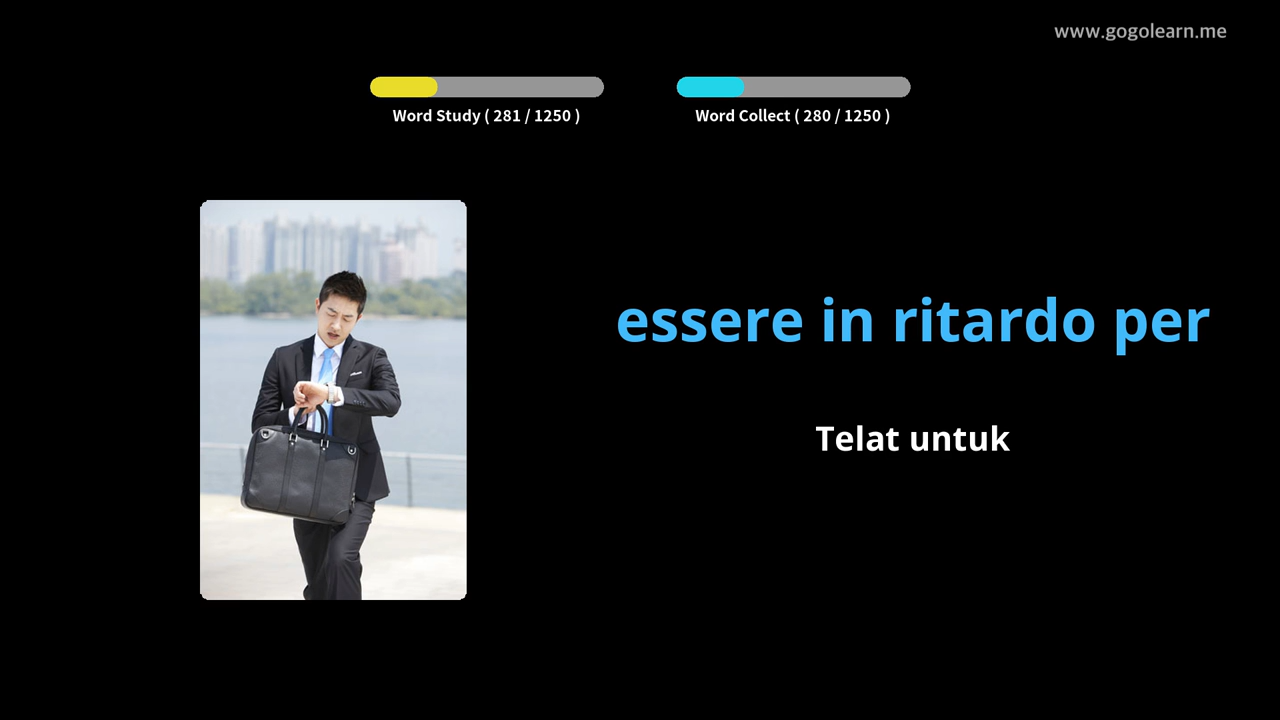 www.gogolearn.me
Word Study ( 281 / 1250 )
Word Collect ( 280 / 1250 )
essere in ritardo per
Telat untuk